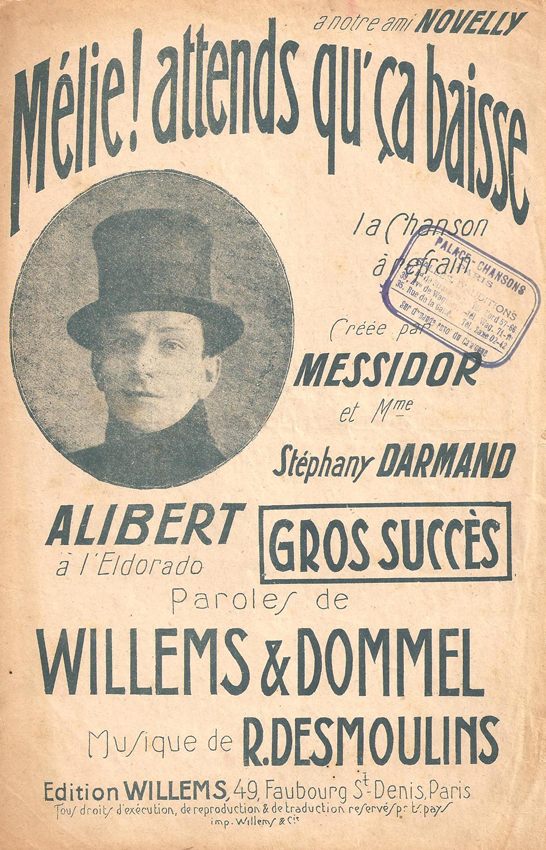 a notre ami NOVELLY
Mélie! attends qu'ça baisse
la Chanson
à refrain
PALACE-CHANSONS
PARIS
Créée par
MESSIDOR
et Mme
Stéphany DARMAND
ALIBERT
à l'Eldorado
GROS SUCCÈS
Paroles de
WILLEMS & DOMMEL
Musique de R. DESMOULINS
Edition WILLEMS, 49, Faubourg St-Denis, Paris
Tous droits d'exécution, de reproduction & de traduction reservés pr ts pays
imp. Willems & Cie